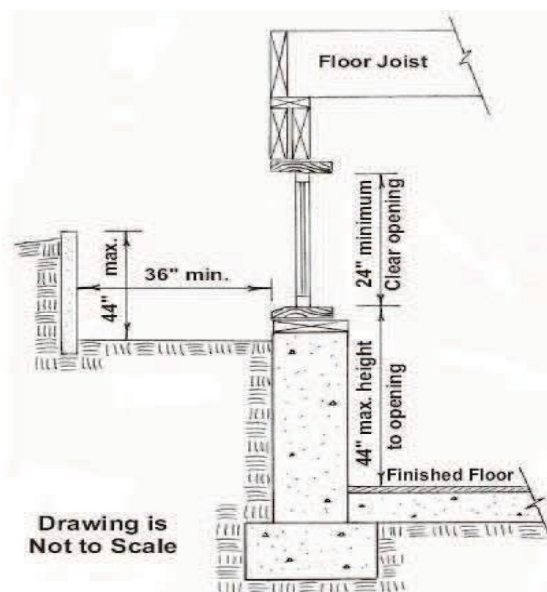 Floor Joist
24" minimum
Clear opening
36" min.
44" max.
44" max. height
to opening
Finished Floor
Drawing is
Not to Scale